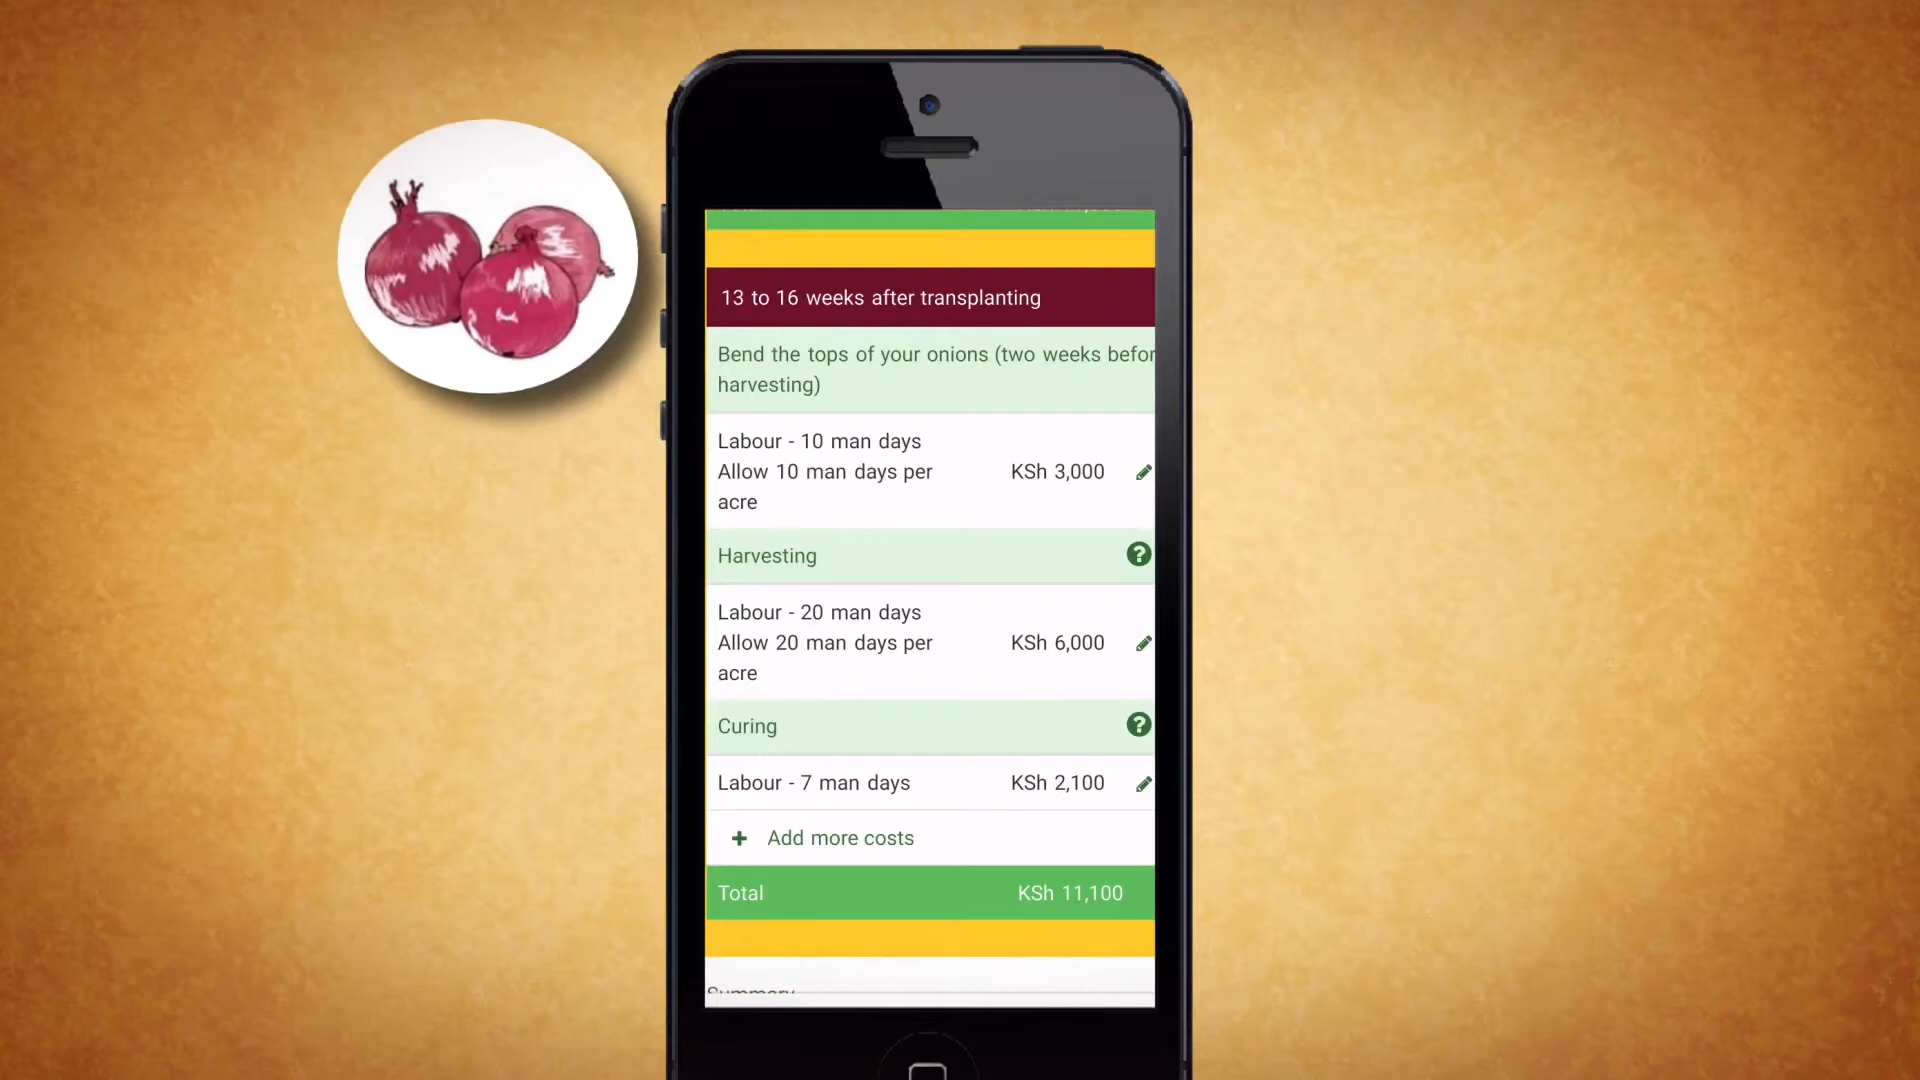 13 to 16 weeks after transplanting
Bend the tops of your onions (two weeks befor
harvesting)
Labour - 10 man days
Allow 10 man days per
acre
KSh 3,000
Harvesting
Labour - 20 man days
Allow 20 man days per
acre
KSh 6,000
Curing
Labour - 7 man days KSh 2,100
+ Add more costs
Total KSh 11,100
Summary